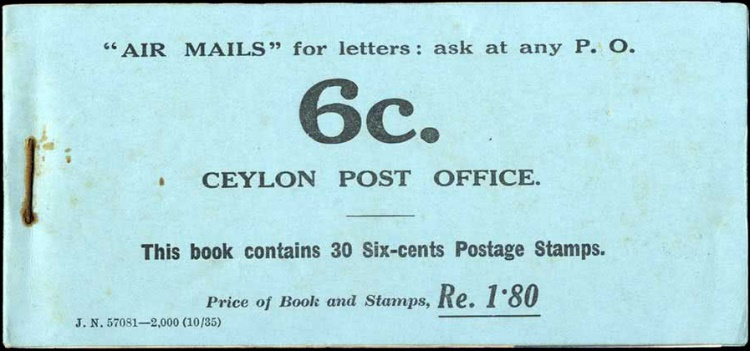 "AIR MAILS" for letters: ask at any P. O.
6c.
CEYLON POST OFFICE.
This book contains 30 Six-cents Postage Stamps.
Price of Book and Stamps, Re. 1·80
J. N. 57081—2,000 (10/35)